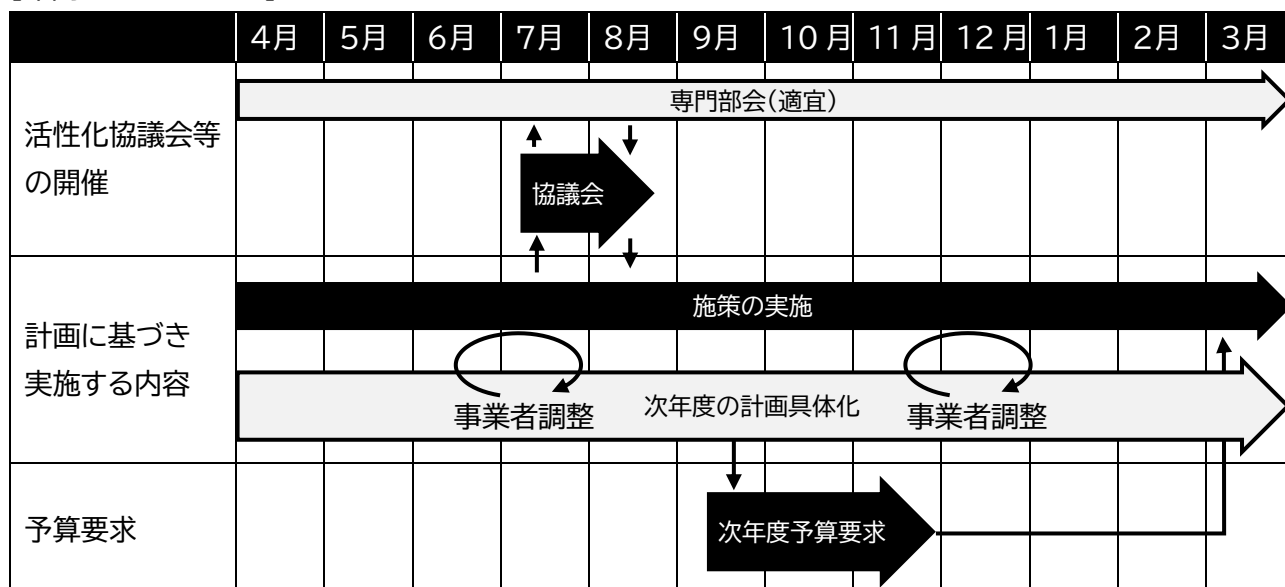 4月 5月 6月 7月 8月 9月 10月 11月 12月 1月 2月 3月
活性化協議会等
の開催
専門部会(適宜)
協議会
計画に基づき
実施する内容
施策の実施
次年度の計画具体化
事業者調整
事業者調整
予算要求
次年度予算要求